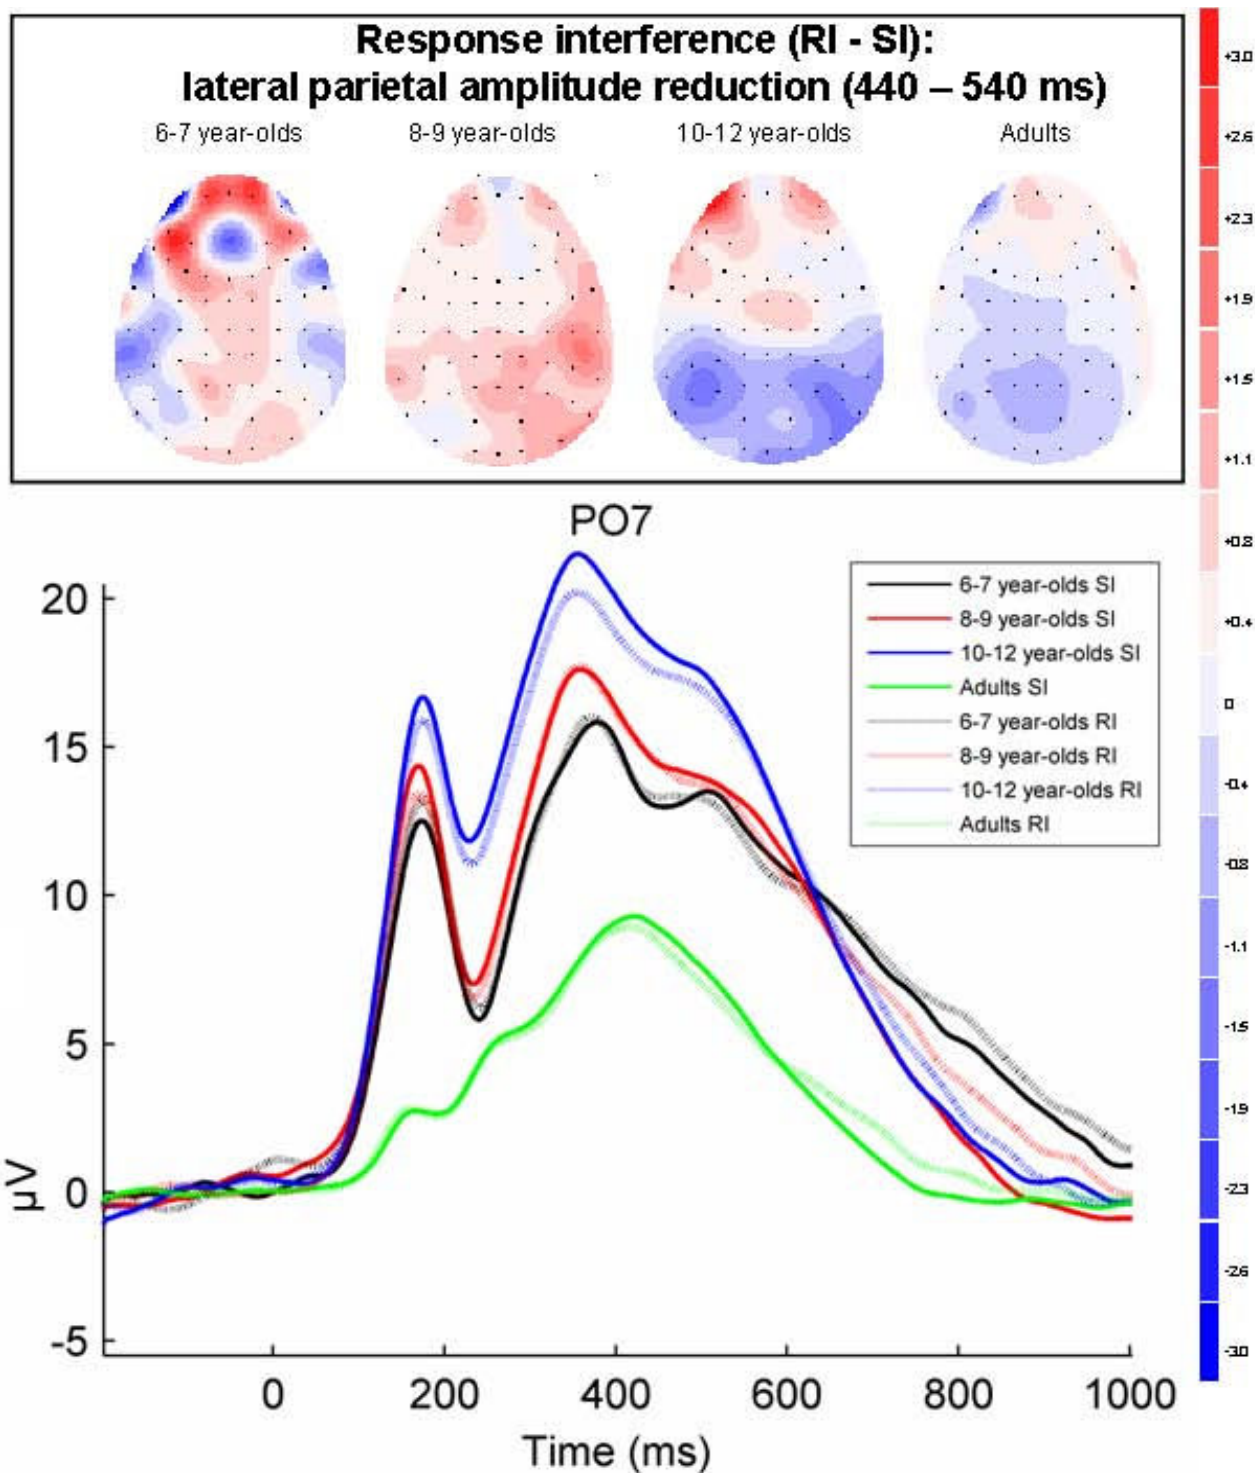 Response interference (RI - SI):
lateral parietal amplitude reduction (440 – 540 ms)
6-7 year-olds
8-9 year-olds
10-12 year-olds
Adults
+3.0
+2.6
+2.3
+1.9
+1.5
+1.1
+0.8
+0.4
0
-0.4
-0.8
-1.1
-1.5
-1.9
-2.3
-2.6
-3.0
PO7
6-7 year-olds SI
8-9 year-olds SI
10-12 year-olds SI
Adults SI
6-7 year-olds RI
8-9 year-olds RI
10-12 year-olds RI
Adults RI
20
15
10
5
0
-5
µV
0
200
400
600
800
1000
Time (ms)